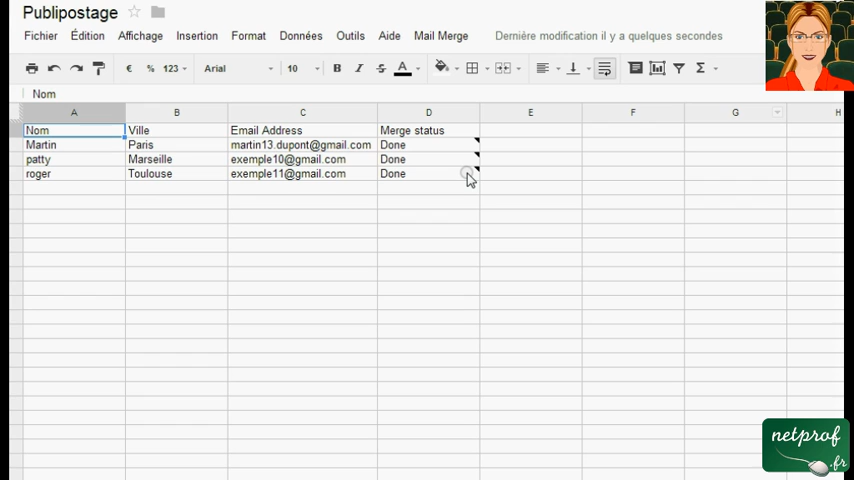 Publipostage
Fichier Édition Affichage Insertion Format Données Outils Aide Mail Merge Dernière modification il y a quelques secondes
€ % 123 Arial 10 B I A Σ
Nom
A B C D E F G H
Nom Ville Email Address Merge status
Martin Paris martin13.dupont@gmail.com Done
patty Marseille exemple10@gmail.com Done
roger Toulouse exemple11@gmail.com Done
netprof
.fr